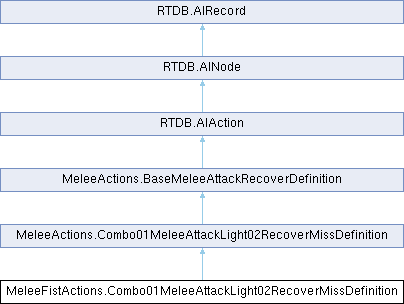 RTDB.AIRecord
RTDB.AINode
RTDB.AIAction
MeleeActions.BaseMeleeAttackRecoverDefinition
MeleeActions.Combo01MeleeAttackLight02RecoverMissDefinition
MeleeFistActions.Combo01MeleeAttackLight02RecoverMissDefinition